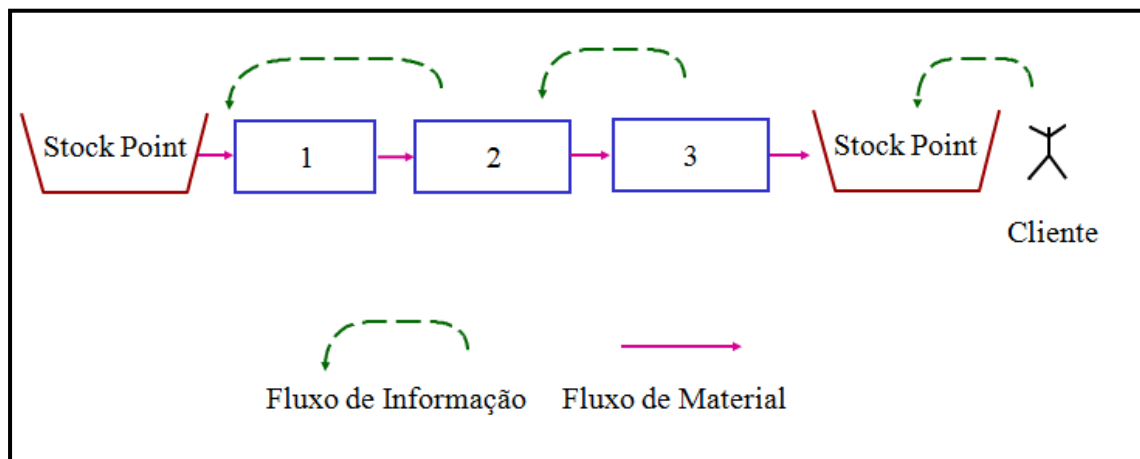 Stock Point
1
2
3
Stock Point
Cliente
Fluxo de Informação
Fluxo de Material